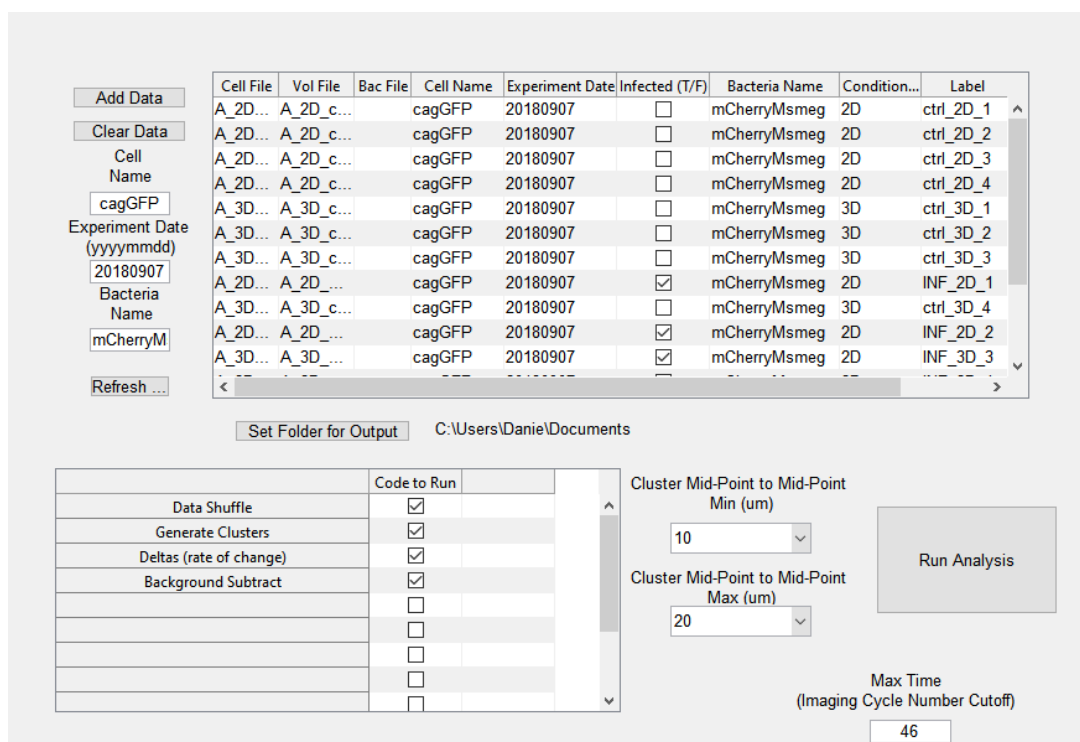 Add Data
Clear Data
Cell
Name
cagGFP
Experiment Date
(yyyymmdd)
20180907
Bacteria
Name
mCherryM
Refresh ...
Cell File Vol File Bac File Cell Name Experiment Date Infected (T/F) Bacteria Name Condition... Label
A_2D... A_2D_c... cagGFP 20180907 mCherryMsmeg 2D ctrl_2D_1
A_2D... A_2D_c... cagGFP 20180907 mCherryMsmeg 2D ctrl_2D_2
A_2D... A_2D_c... cagGFP 20180907 mCherryMsmeg 2D ctrl_2D_3
A_2D... A_2D_c... cagGFP 20180907 mCherryMsmeg 2D ctrl_2D_4
A_3D... A_3D_c... cagGFP 20180907 mCherryMsmeg 3D ctrl_3D_1
A_3D... A_3D_c... cagGFP 20180907 mCherryMsmeg 3D ctrl_3D_2
A_3D... A_3D_c... cagGFP 20180907 mCherryMsmeg 3D ctrl_3D_3
A_2D... A_2D_... cagGFP 20180907 mCherryMsmeg 2D INF_2D_1
A_3D... A_3D_c... cagGFP 20180907 mCherryMsmeg 3D ctrl_3D_4
A_2D... A_2D_... cagGFP 20180907 mCherryMsmeg 2D INF_2D_2
A_3D... A_3D_... cagGFP 20180907 mCherryMsmeg 2D INF_3D_3
Set Folder for Output C:\Users\Danie\Documents
Code to Run
Data Shuffle
Generate Clusters
Deltas (rate of change)
Background Subtract
Cluster Mid-Point to Mid-Point
Min (um)
10
Cluster Mid-Point to Mid-Point
Max (um)
20
Run Analysis
Max Time
(Imaging Cycle Number Cutoff)
46